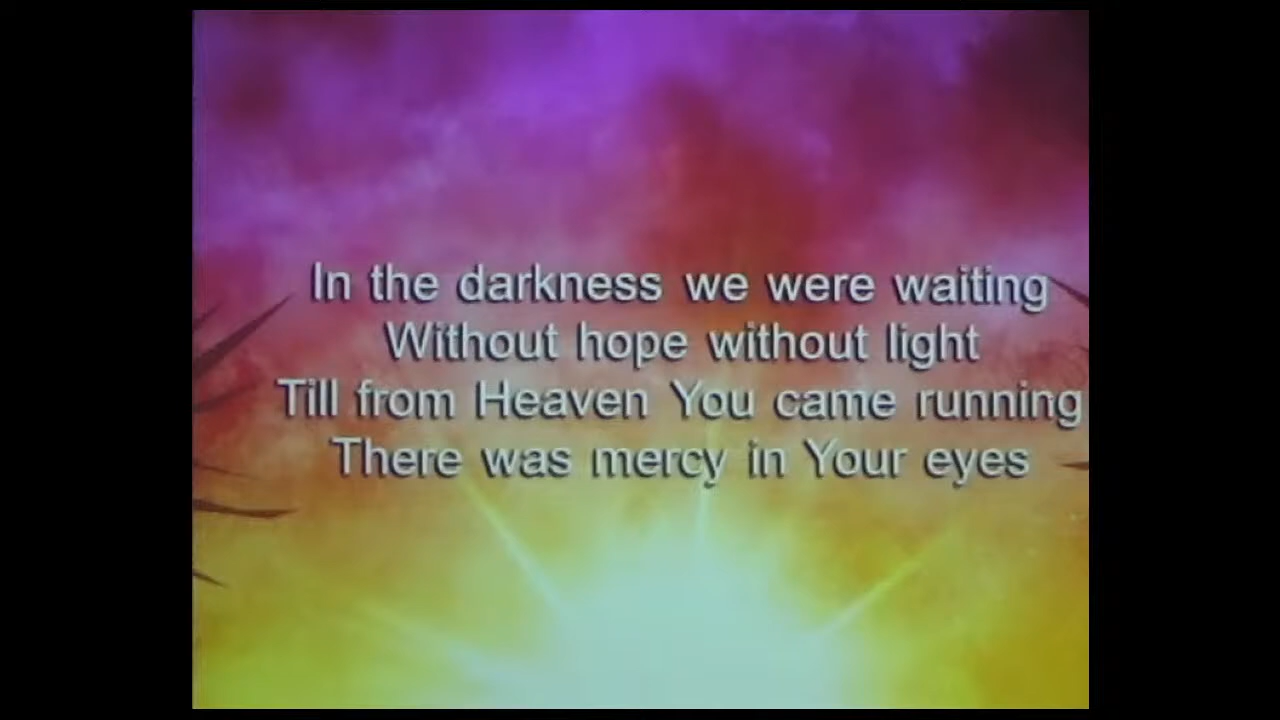 In the darkness we were waiting
Without hope without light
Till from Heaven You came running
There was mercy in Your eyes